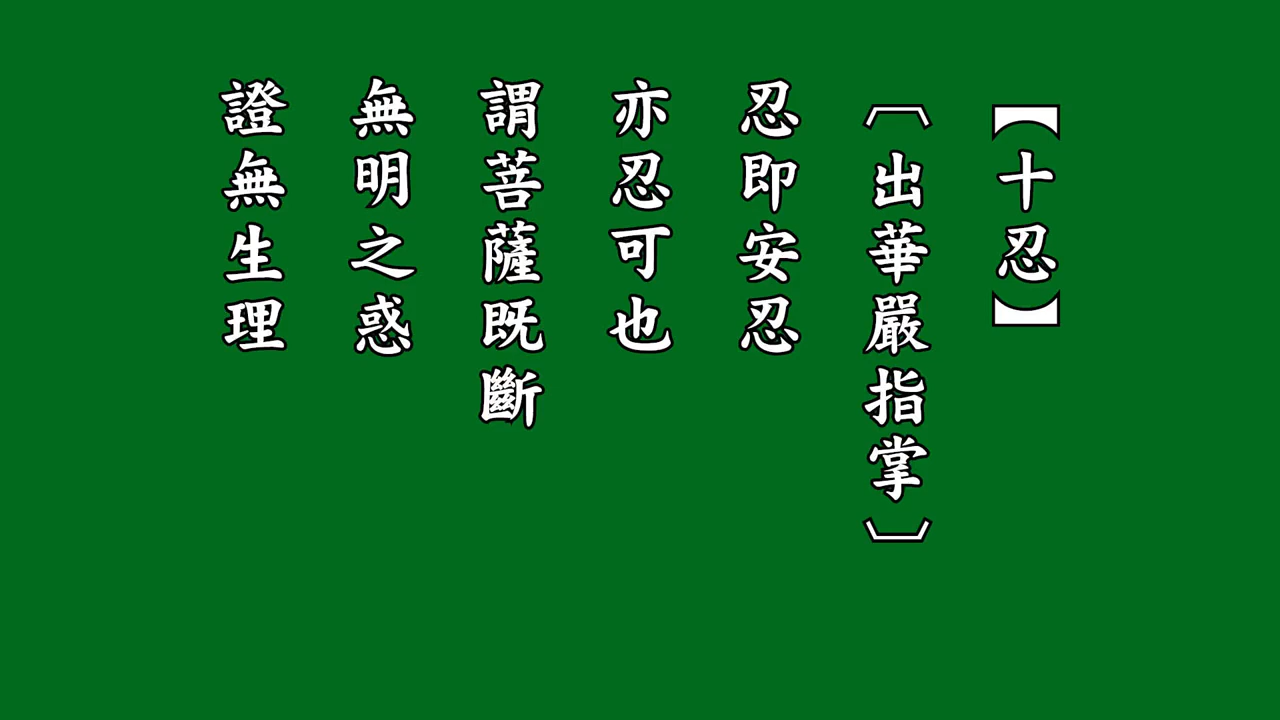 【十忍】
〔出華嚴指掌〕
忍即安忍
亦忍可也
謂菩薩既斷
無明之惑
證無生理